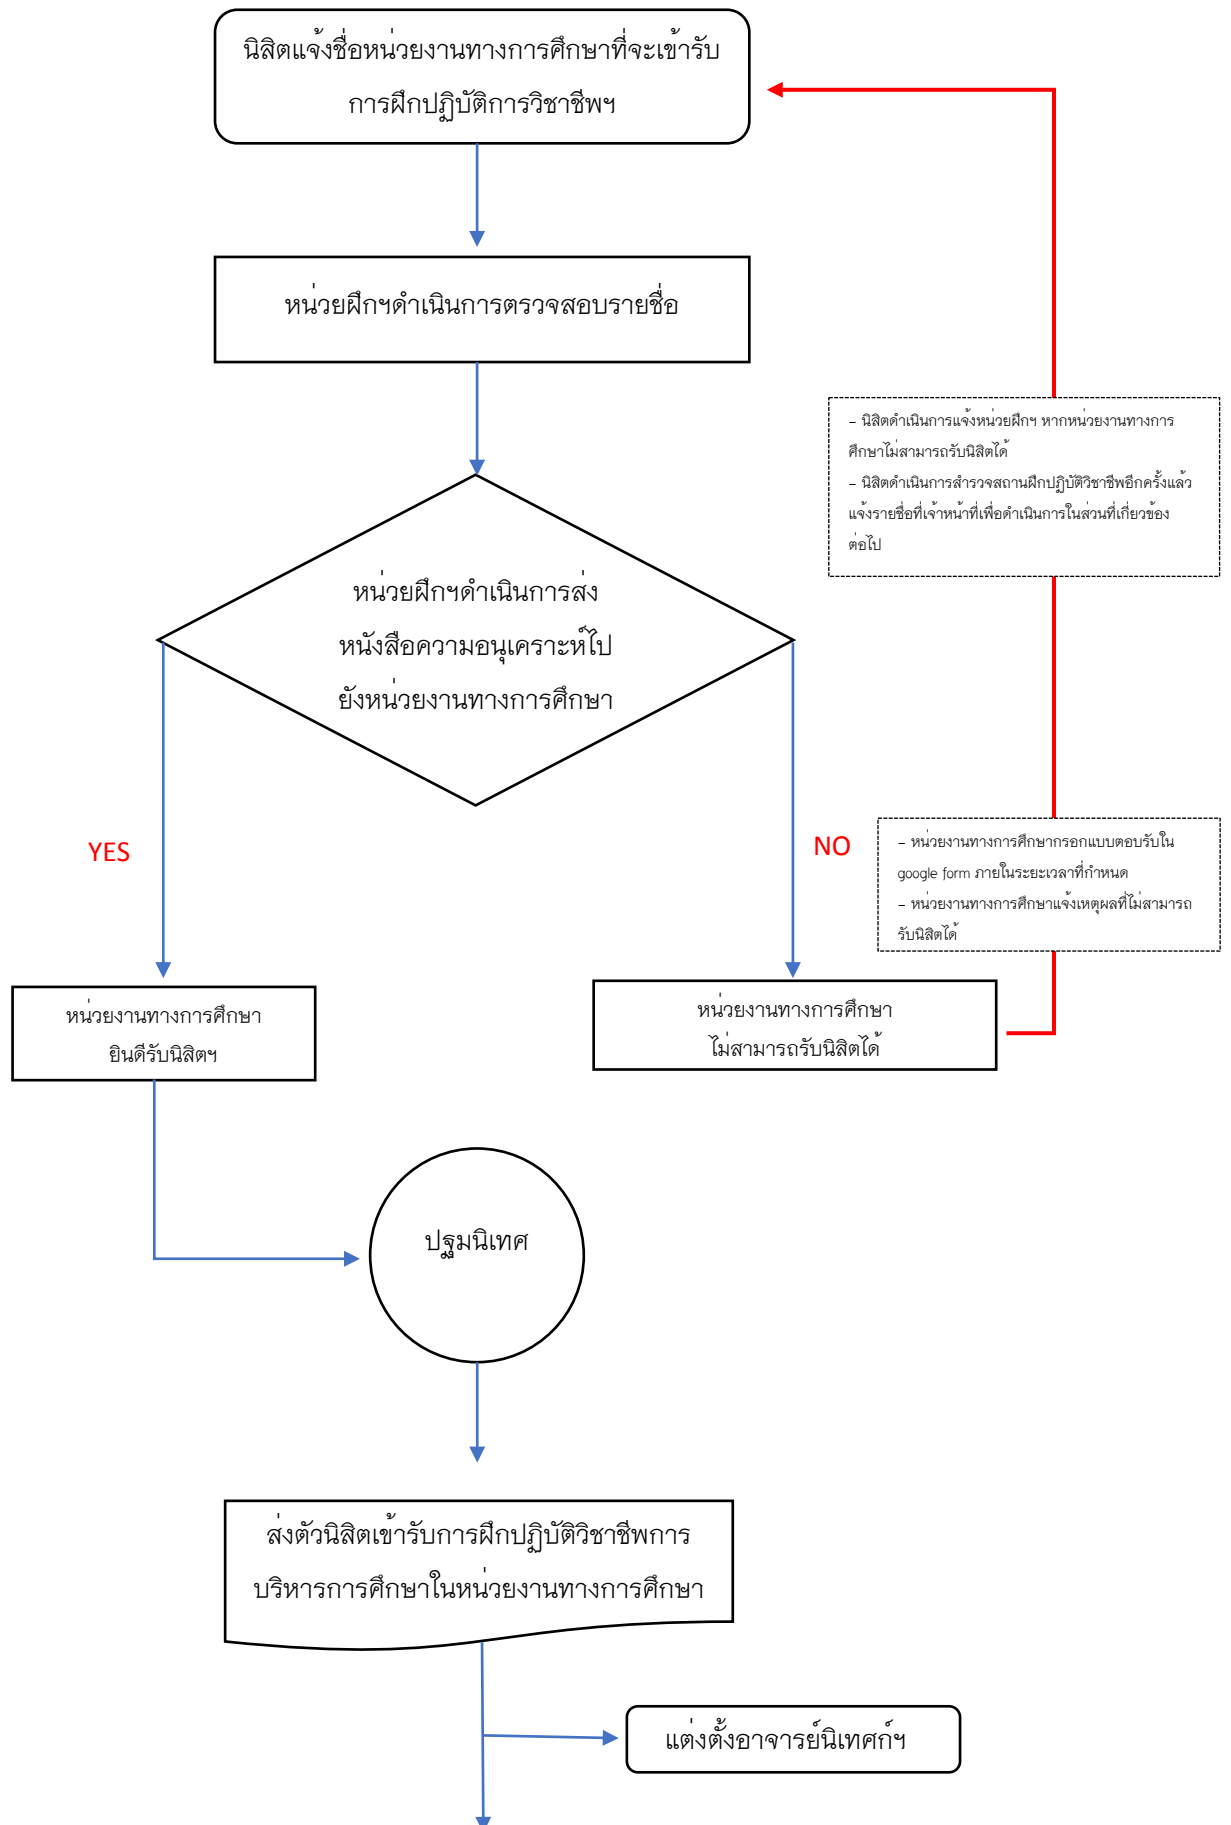 นิสิตแจ้งชื่อหน่วยงานทางการศึกษาที่จะเข้ารับ
การฝึกปฏิบัติการวิชาชีพฯ
หน่วยฝึกฯดำเนินการตรวจสอบรายชื่อ
– นิสิตดำเนินการแจ้งหน่วยฝึกฯ หากหน่วยงานทางการ
ศึกษาไม่สามารถรับนิสิตได้
– นิสิตดำเนินการสำรวจสถานฝึกปฏิบัติวิชาชีพอีกครั้งแล้ว
แจ้งรายชื่อที่เจ้าหน้าที่เพื่อดำเนินการในส่วนที่เกี่ยวข้อง
ต่อไป
หน่วยฝึกฯดำเนินการส่ง
หนังสือความอนุเคราะห์ไป
ยังหน่วยงานทางการศึกษา
YES
NO
– หน่วยงานทางการศึกษากรอกแบบตอบรับใน
google form ภายในระยะเวลาที่กำหนด
– หน่วยงานทางการศึกษาแจ้งเหตุผลที่ไม่สามารถ
รับนิสิตได้
หน่วยงานทางการศึกษา
ยินดีรับนิสิตฯ
หน่วยงานทางการศึกษา
ไม่สามารถรับนิสิตได้
ปฐมนิเทศ
ส่งตัวนิสิตเข้ารับการฝึกปฏิบัติวิชาชีพการ
บริหารการศึกษาในหน่วยงานทางการศึกษา
แต่งตั้งอาจารย์นิเทศก์ฯ